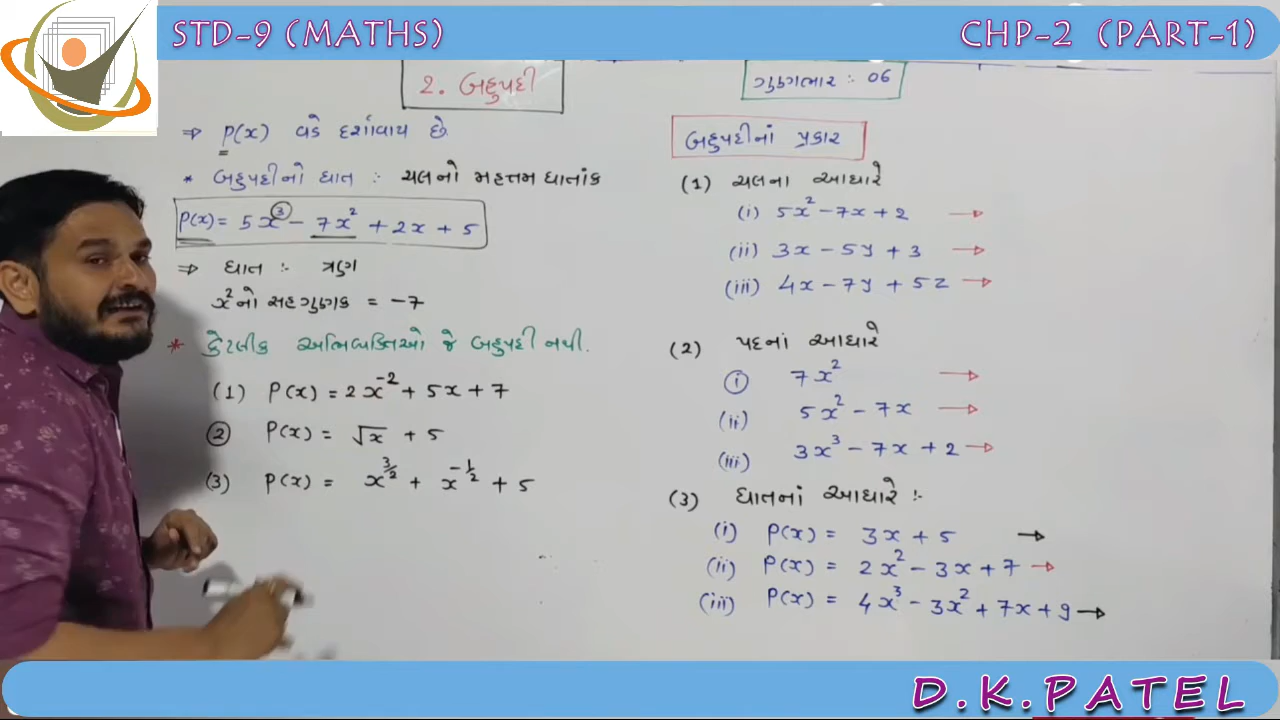 STD-9 (MATHS)
CHP-2 (PART-1)
2. બહુપદી
ગુણભાર : 06
⇒ P(x) વડે દર્શાવાય છે
* બહુપદીનો ઘાત : ચલનો મહત્તમ ઘાતાંક
P(x) = 5x³ - 7x² + 2x + 5
⇒ ઘાત :- ત્રણ
x² નો સહગુણક = -7
* કેટલીક અભિવ્યક્તિઓ જે બહુપદી નથી.
(1) P(x) = 2x⁻² + 5x + 7
② P(x) = √x + 5
(3) P(x) = x^3/2 + x^-1/2 + 5
બહુપદીનાં પ્રકાર
(1) ચલના આધારે
(i) 5x² - 7x + 2 →
(ii) 3x - 5y + 3 →
(iii) 4x - 7y + 5z →
(2) પદનાં આધારે
ⓘ 7x² →
(ii) 5x² - 7x →
(iii) 3x³ - 7x + 2 →
(3) ઘાતનાં આધારે :-
(i) P(x) = 3x + 5 →
(ii) P(x) = 2x² - 3x + 7 →
(iii) P(x) = 4x³ - 3x² + 7x + 9 →
D.K.PATEL